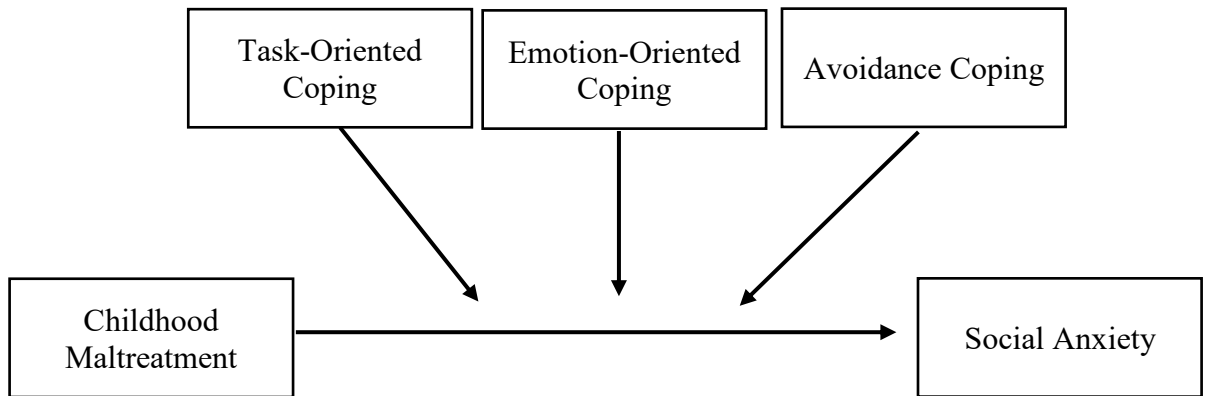 Task-Oriented
Coping
Emotion-Oriented
Coping
Avoidance Coping
Childhood
Maltreatment
Social Anxiety